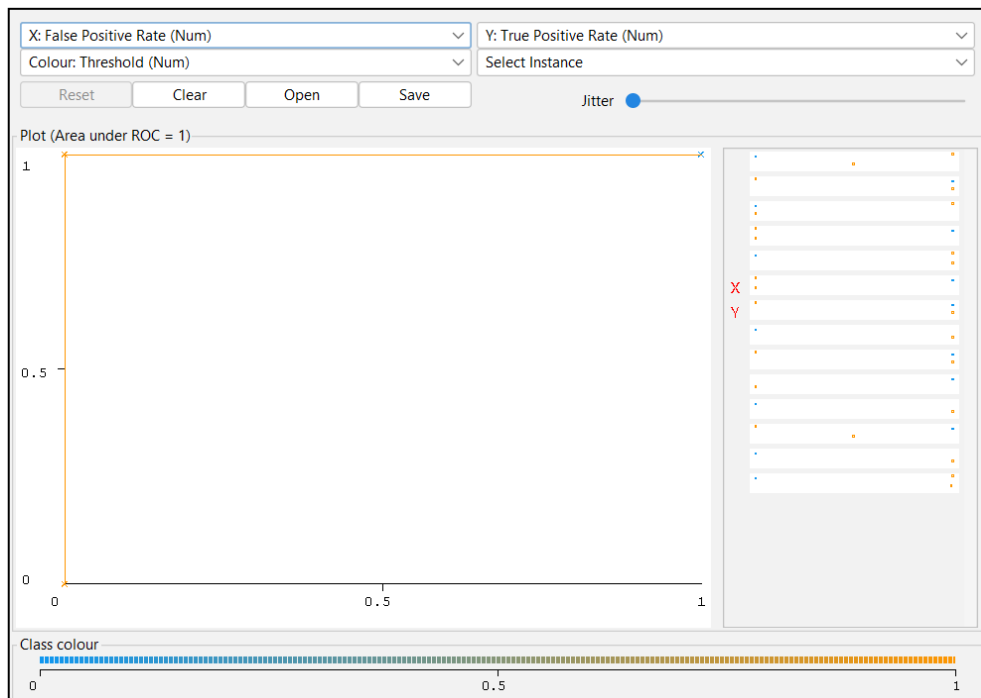 X: False Positive Rate (Num)
Y: True Positive Rate (Num)
Colour: Threshold (Num)
Select Instance
Reset
Clear
Open
Save
Jitter
Plot (Area under ROC = 1)
1
0.5
0
0
0.5
1
X
Y
Class colour
0
0.5
1